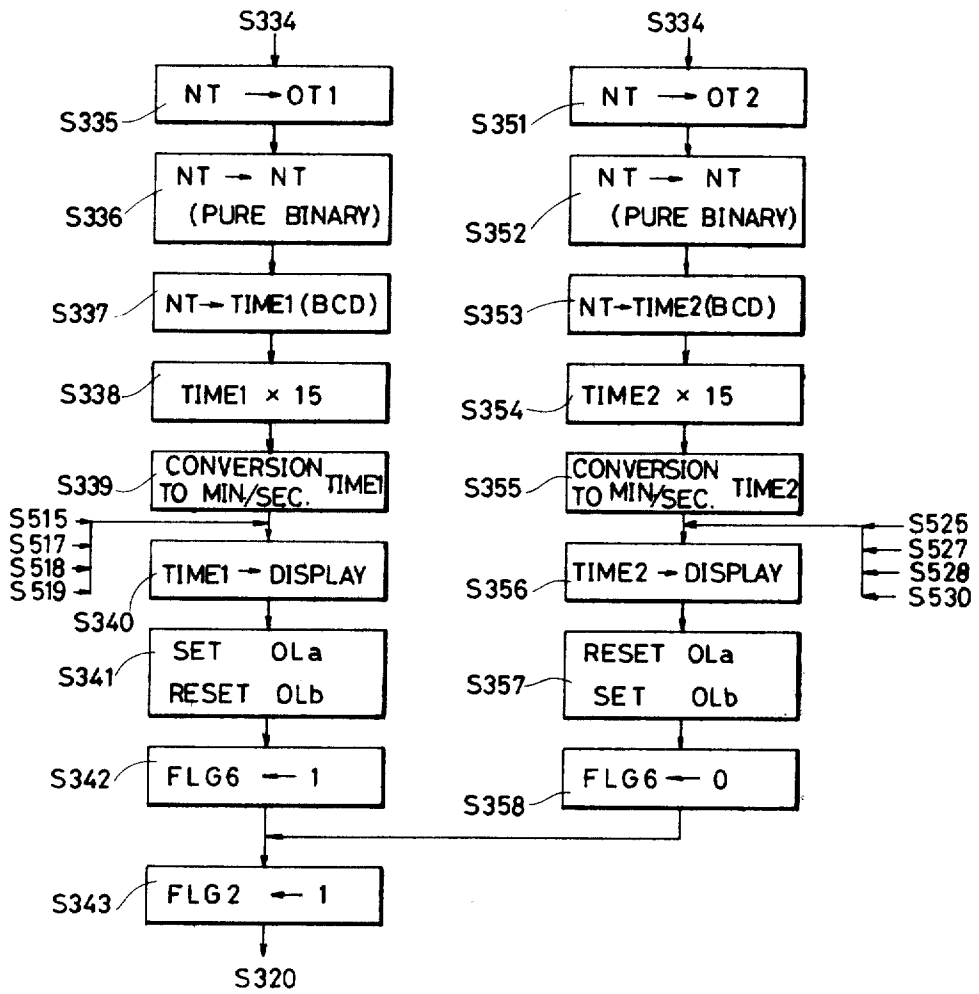 S334
NT → OT1
S335
NT → NT
(PURE BINARY)
S336
NT → TIME1 (BCD)
S337
TIME1 × 15
S338
CONVERSION
TO MIN/SEC. TIME1
S339
S515
S517
S518
S519
TIME1 → DISPLAY
S340
SET OLa
RESET OLb
S341
FLG6 ← 1
S342
FLG2 ← 1
S343
S320
S334
NT → OT2
S351
NT → NT
(PURE BINARY)
S352
NT → TIME2 (BCD)
S353
TIME2 × 15
S354
CONVERSION
TO MIN/SEC. TIME2
S355
S525
S527
S528
S530
TIME2 → DISPLAY
S356
RESET OLa
SET OLb
S357
FLG6 ← 0
S358